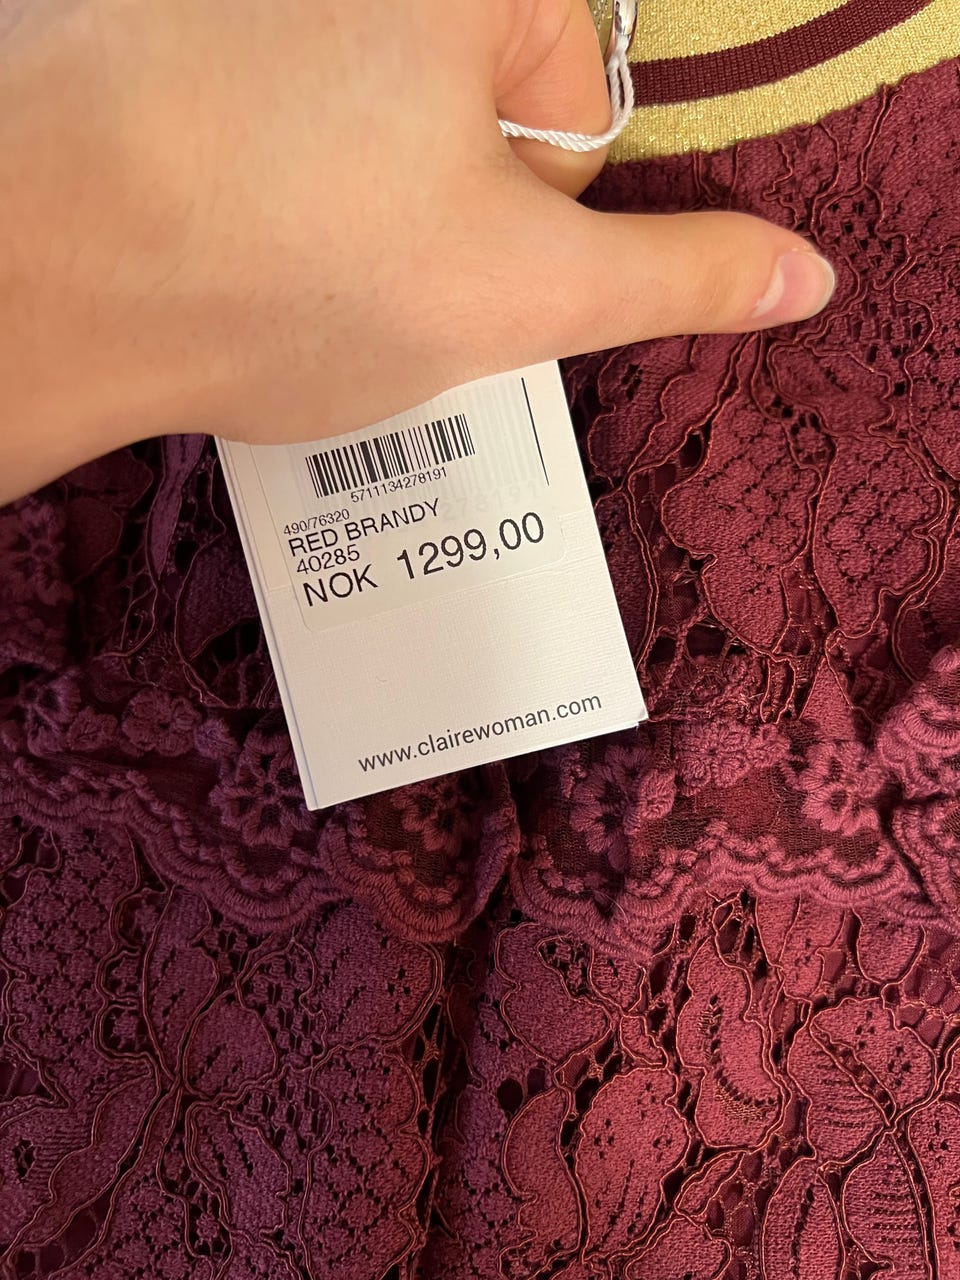 5711134278191
490/76320
RED BRANDY
40285
NOK 1299,00
www.clairewoman.com